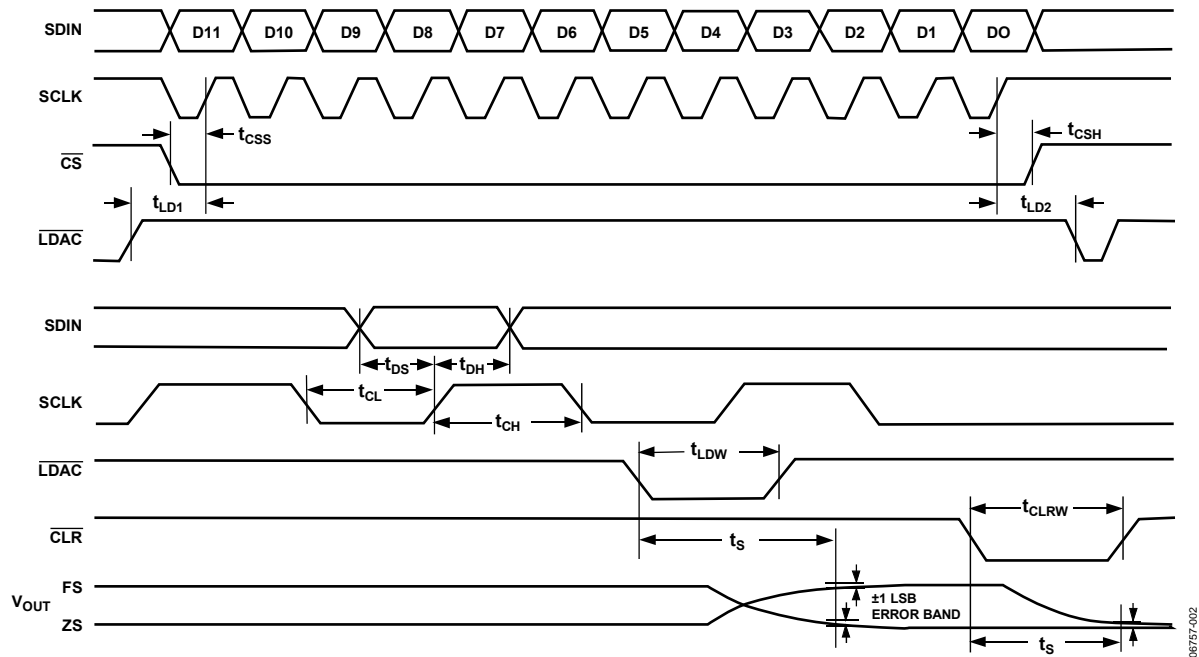 SDIN D11 D10 D9 D8 D7 D6 D5 D4 D3 D2 D1 DO
SCLK
tCSS tCSH
CS
tLD1 tLD2
LDAC
SDIN
tDS tDH
tCL
SCLK
tCH
LDAC tLDW
CLR tCLRW
tS
FS
VOUT
±1 LSB
ERROR BAND
ZS
tS
06757-002